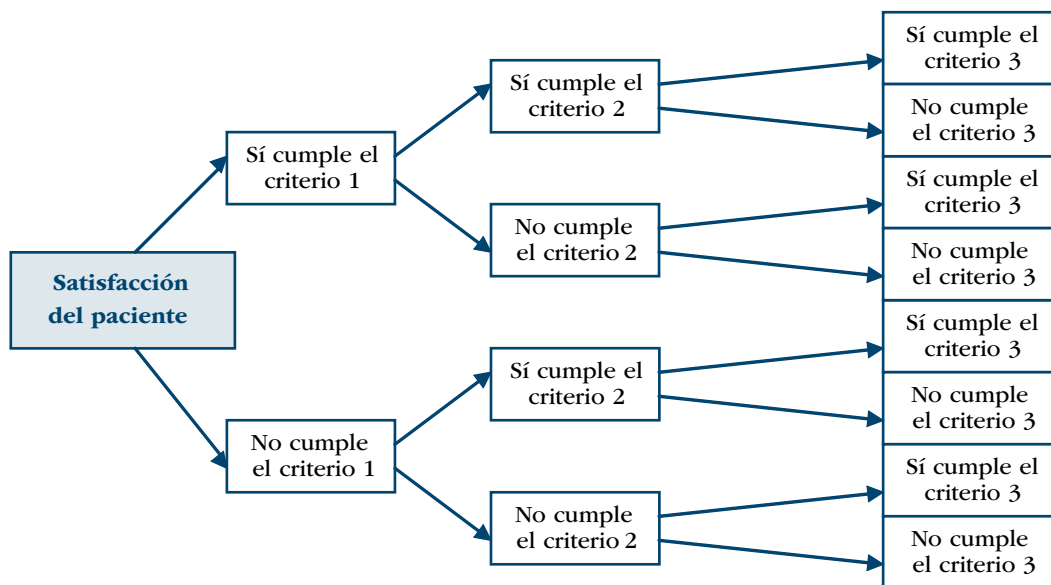 Satisfacción
del paciente
Sí cumple el
criterio 1
No cumple
el criterio 1
Sí cumple el
criterio 2
No cumple
el criterio 2
Sí cumple el
criterio 2
No cumple
el criterio 2
Sí cumple el
criterio 3
No cumple
el criterio 3
Sí cumple el
criterio 3
No cumple
el criterio 3
Sí cumple el
criterio 3
No cumple
el criterio 3
Sí cumple el
criterio 3
No cumple
el criterio 3